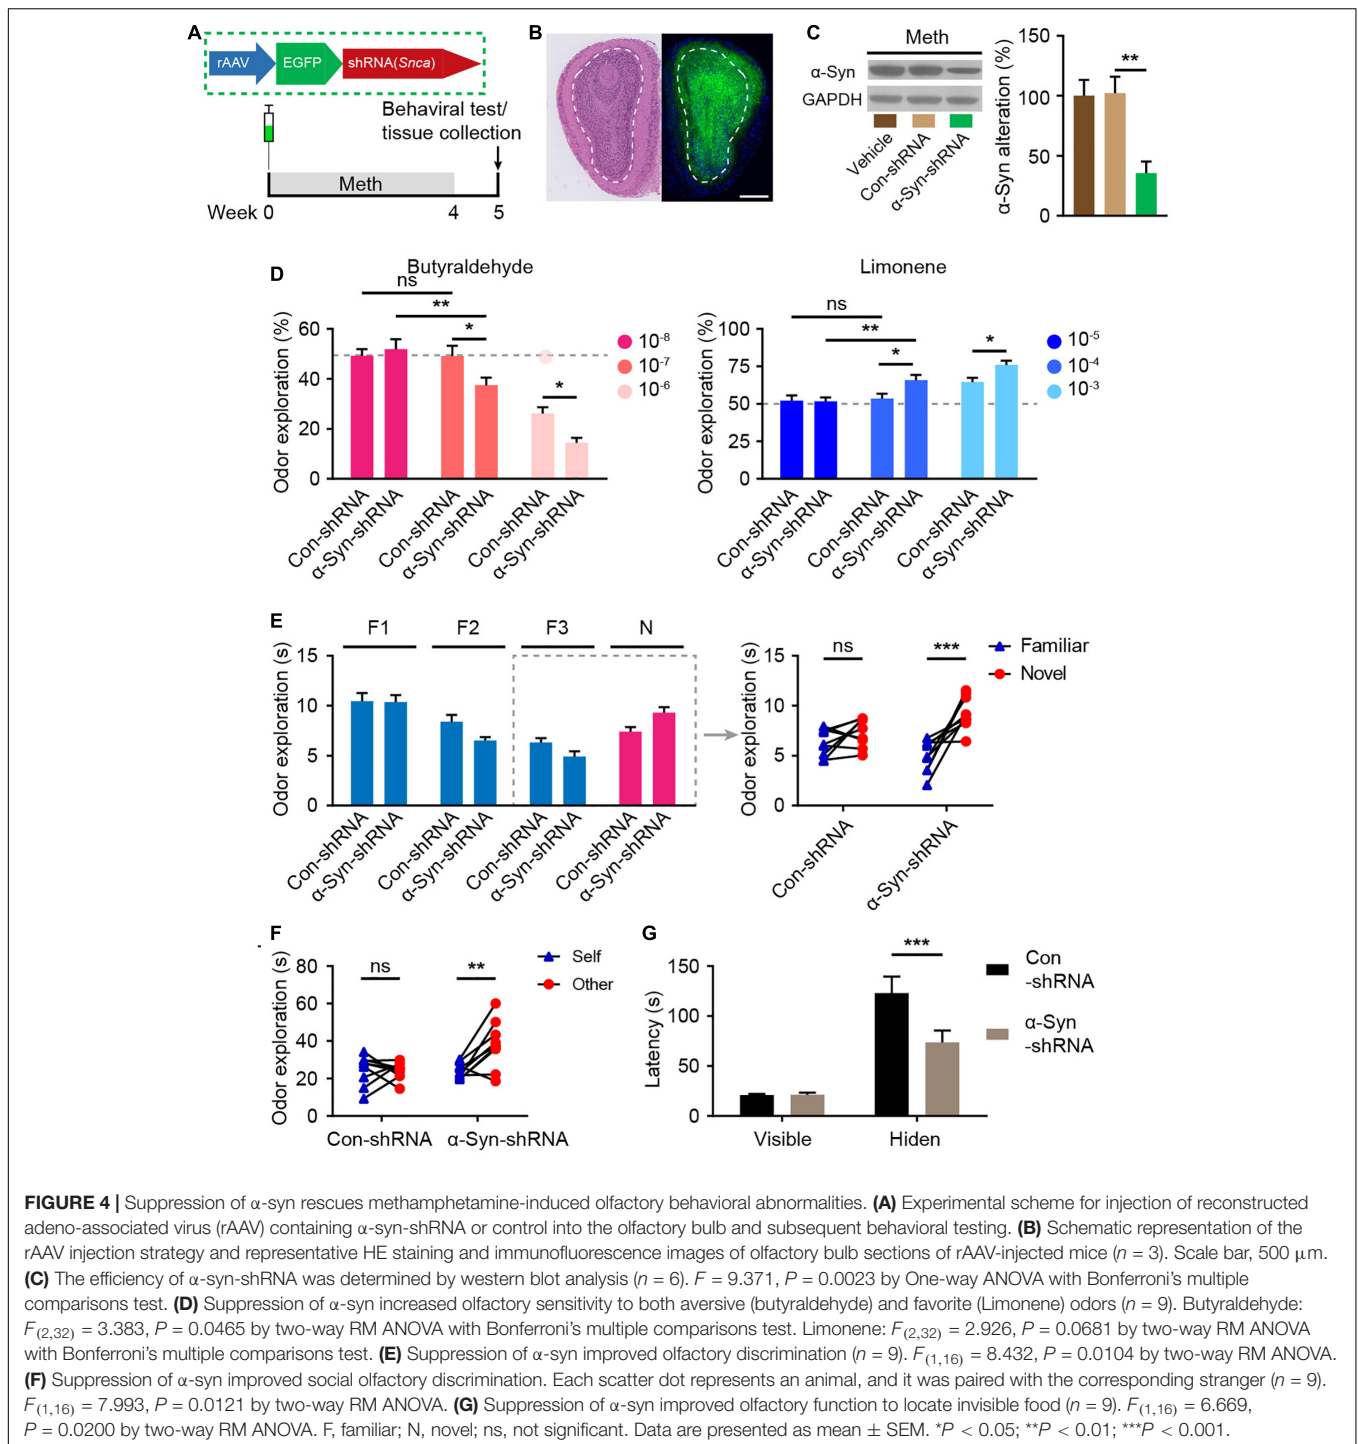 A
rAAV EGFP shRNA(Snca)
Behaviral test/
tissue collection
Meth
Week 0 4 5
B
C
Meth
α-Syn
GAPDH
Vehicle
Con-shRNA
α-Syn-shRNA
α-Syn alteration (%)
150
100
50
0
**
D
Butyraldehyde
ns
**
*
*
Odor exploration (%)
60
40
20
0
10-8
10-7
10-6
Con-shRNA
α-Syn-shRNA
Con-shRNA
α-Syn-shRNA
Con-shRNA
α-Syn-shRNA
Limonene
ns
**
*
*
Odor exploration (%)
100
75
50
25
0
10-5
10-4
10-3
Con-shRNA
α-Syn-shRNA
Con-shRNA
α-Syn-shRNA
Con-shRNA
α-Syn-shRNA
E
F1 F2 F3 N
Odor exploration (s)
15
10
5
0
Con-shRNA
α-Syn-shRNA
Con-shRNA
α-Syn-shRNA
Con-shRNA
α-Syn-shRNA
Con-shRNA
α-Syn-shRNA
Odor exploration (s)
15
10
5
0
ns
***
Familiar
Novel
Con-shRNA
α-Syn-shRNA
F
Odor exploration (s)
80
60
40
20
0
ns
**
Self
Other
Con-shRNA α-Syn-shRNA
G
Latency (s)
150
100
50
0
***
Con
-shRNA
α-Syn
-shRNA
Visible Hiden
FIGURE 4 | Suppression of α-syn rescues methamphetamine-induced olfactory behavioral abnormalities. (A) Experimental scheme for injection of reconstructed
adeno-associated virus (rAAV) containing α-syn-shRNA or control into the olfactory bulb and subsequent behavioral testing. (B) Schematic representation of the
rAAV injection strategy and representative HE staining and immunofluorescence images of olfactory bulb sections of rAAV-injected mice (n = 3). Scale bar, 500 μm.
(C) The efficiency of α-syn-shRNA was determined by western blot analysis (n = 6). F = 9.371, P = 0.0023 by One-way ANOVA with Bonferroni's multiple
comparisons test. (D) Suppression of α-syn increased olfactory sensitivity to both aversive (butyraldehyde) and favorite (Limonene) odors (n = 9). Butyraldehyde:
F(2,32) = 3.383, P = 0.0465 by two-way RM ANOVA with Bonferroni's multiple comparisons test. Limonene: F(2,32) = 2.926, P = 0.0681 by two-way RM ANOVA
with Bonferroni's multiple comparisons test. (E) Suppression of α-syn improved olfactory discrimination (n = 9). F(1,16) = 8.432, P = 0.0104 by two-way RM ANOVA.
(F) Suppression of α-syn improved social olfactory discrimination. Each scatter dot represents an animal, and it was paired with the corresponding stranger (n = 9).
F(1,16) = 7.993, P = 0.0121 by two-way RM ANOVA. (G) Suppression of α-syn improved olfactory function to locate invisible food (n = 9). F(1,16) = 6.669,
P = 0.0200 by two-way RM ANOVA. F, familiar; N, novel; ns, not significant. Data are presented as mean ± SEM. *P < 0.05; **P < 0.01; ***P < 0.001.